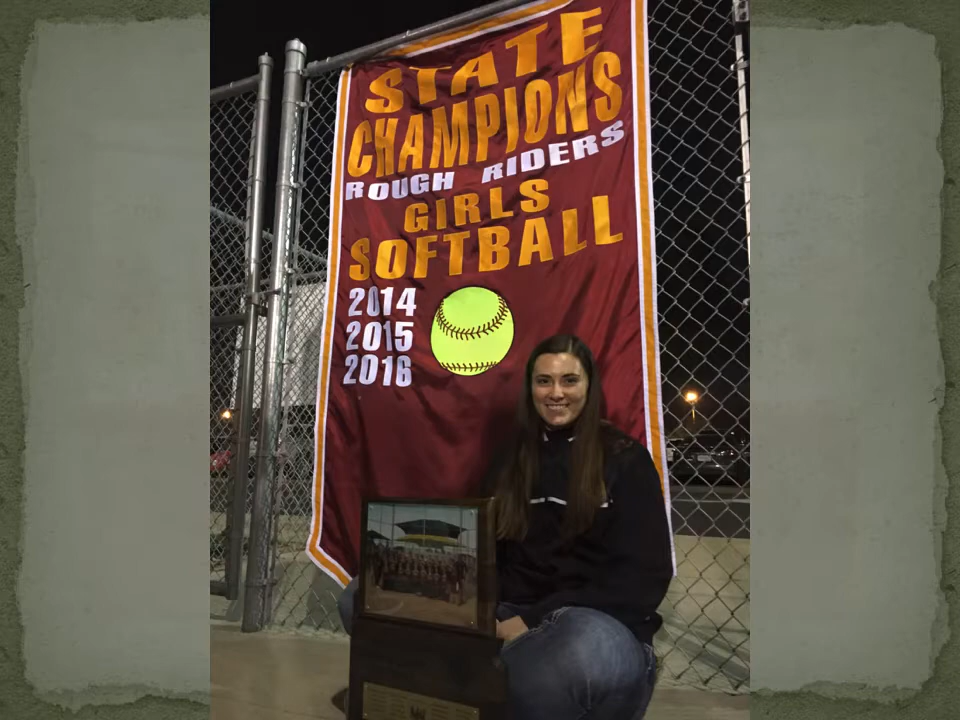 STATE
CHAMPIONS
ROUGH RIDERS
GIRLS
SOFTBALL
2014
2015
2016